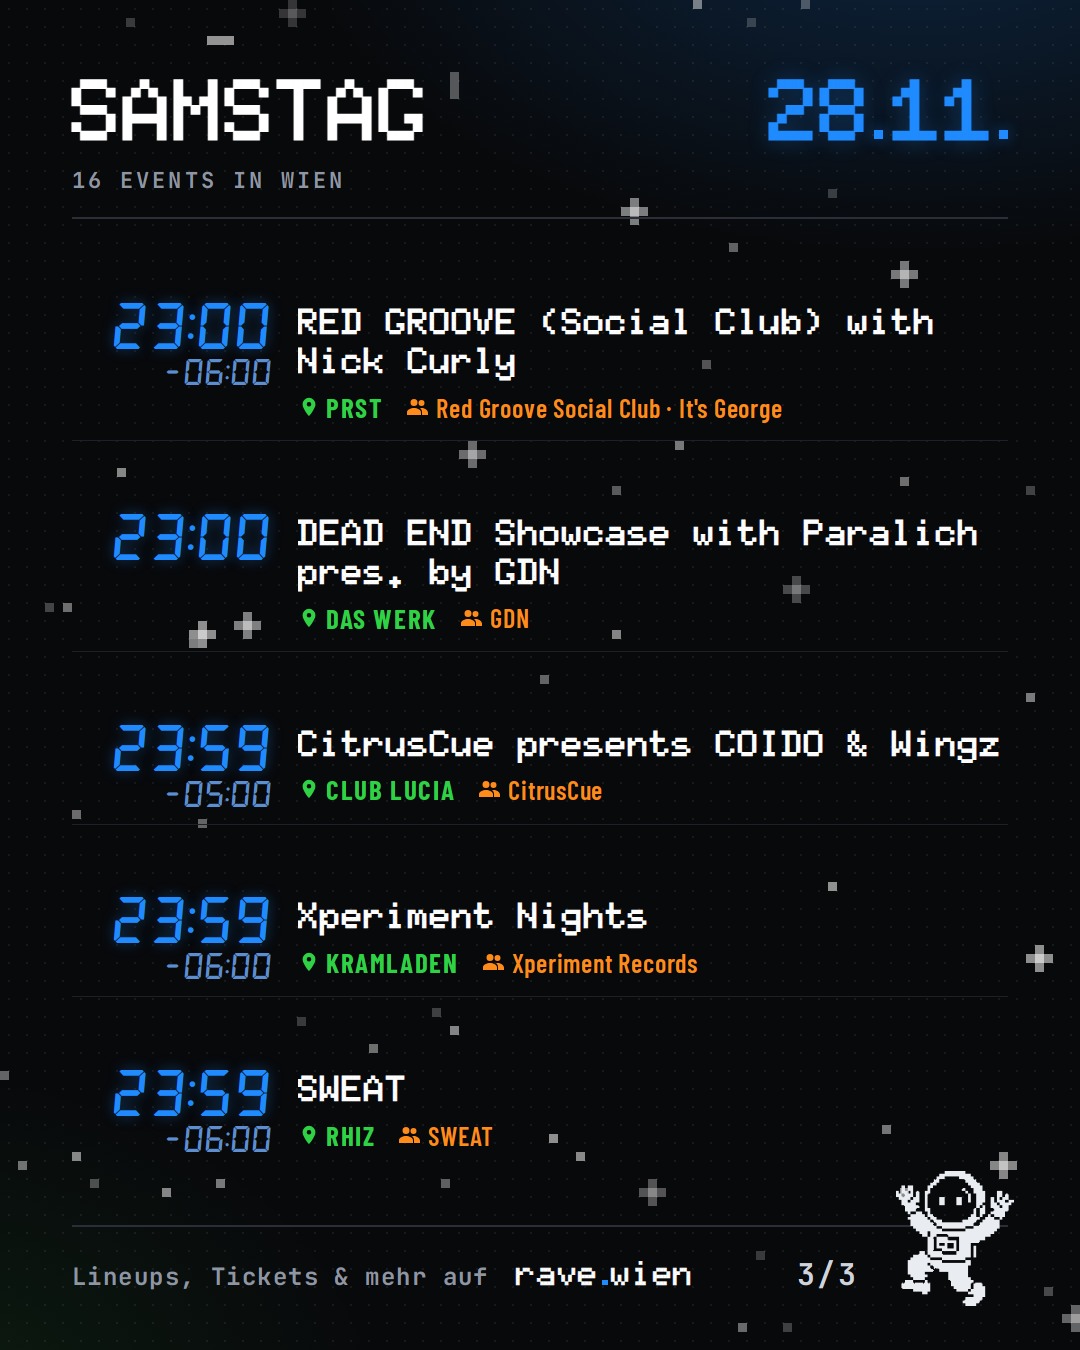 SAMSTAG 28.11.
16 EVENTS IN WIEN
23:00 RED GROOVE (Social Club) with
-06:00 Nick Curly
PRST Red Groove Social Club · It's George
23:00 DEAD END Showcase with Paralich
pres. by GDN
DAS WERK GDN
23:59 CitrusCue presents COIDO & Wingz
-05:00 CLUB LUCIA CitrusCue
23:59 Xperiment Nights
-06:00 KRAMLADEN Xperiment Records
23:59 SWEAT
-06:00 RHIZ SWEAT
Lineups, Tickets & mehr auf rave.wien 3/3